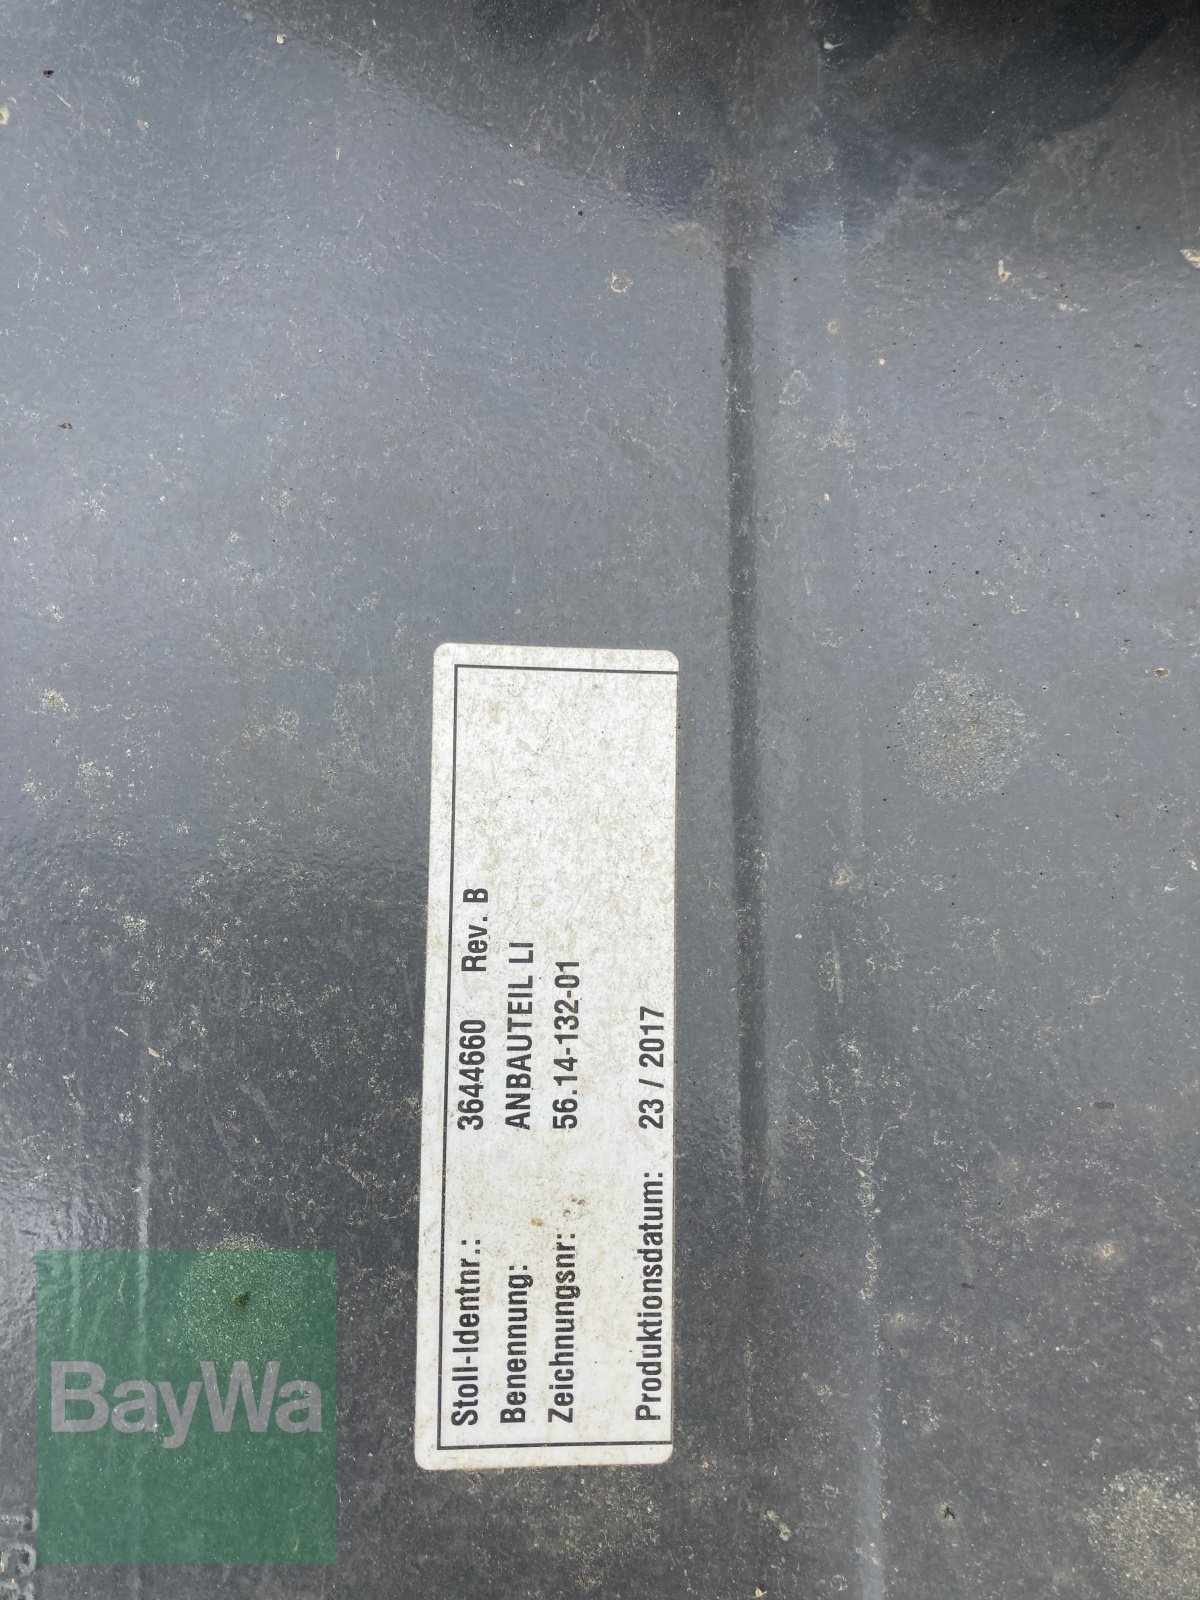 Stoll-Identnr.: 3644660 Rev. B
Benennung: ANBAUTEIL LI
Zeichnungsnr: 56.14-132-01
Produktionsdatum: 23 / 2017
BayWa